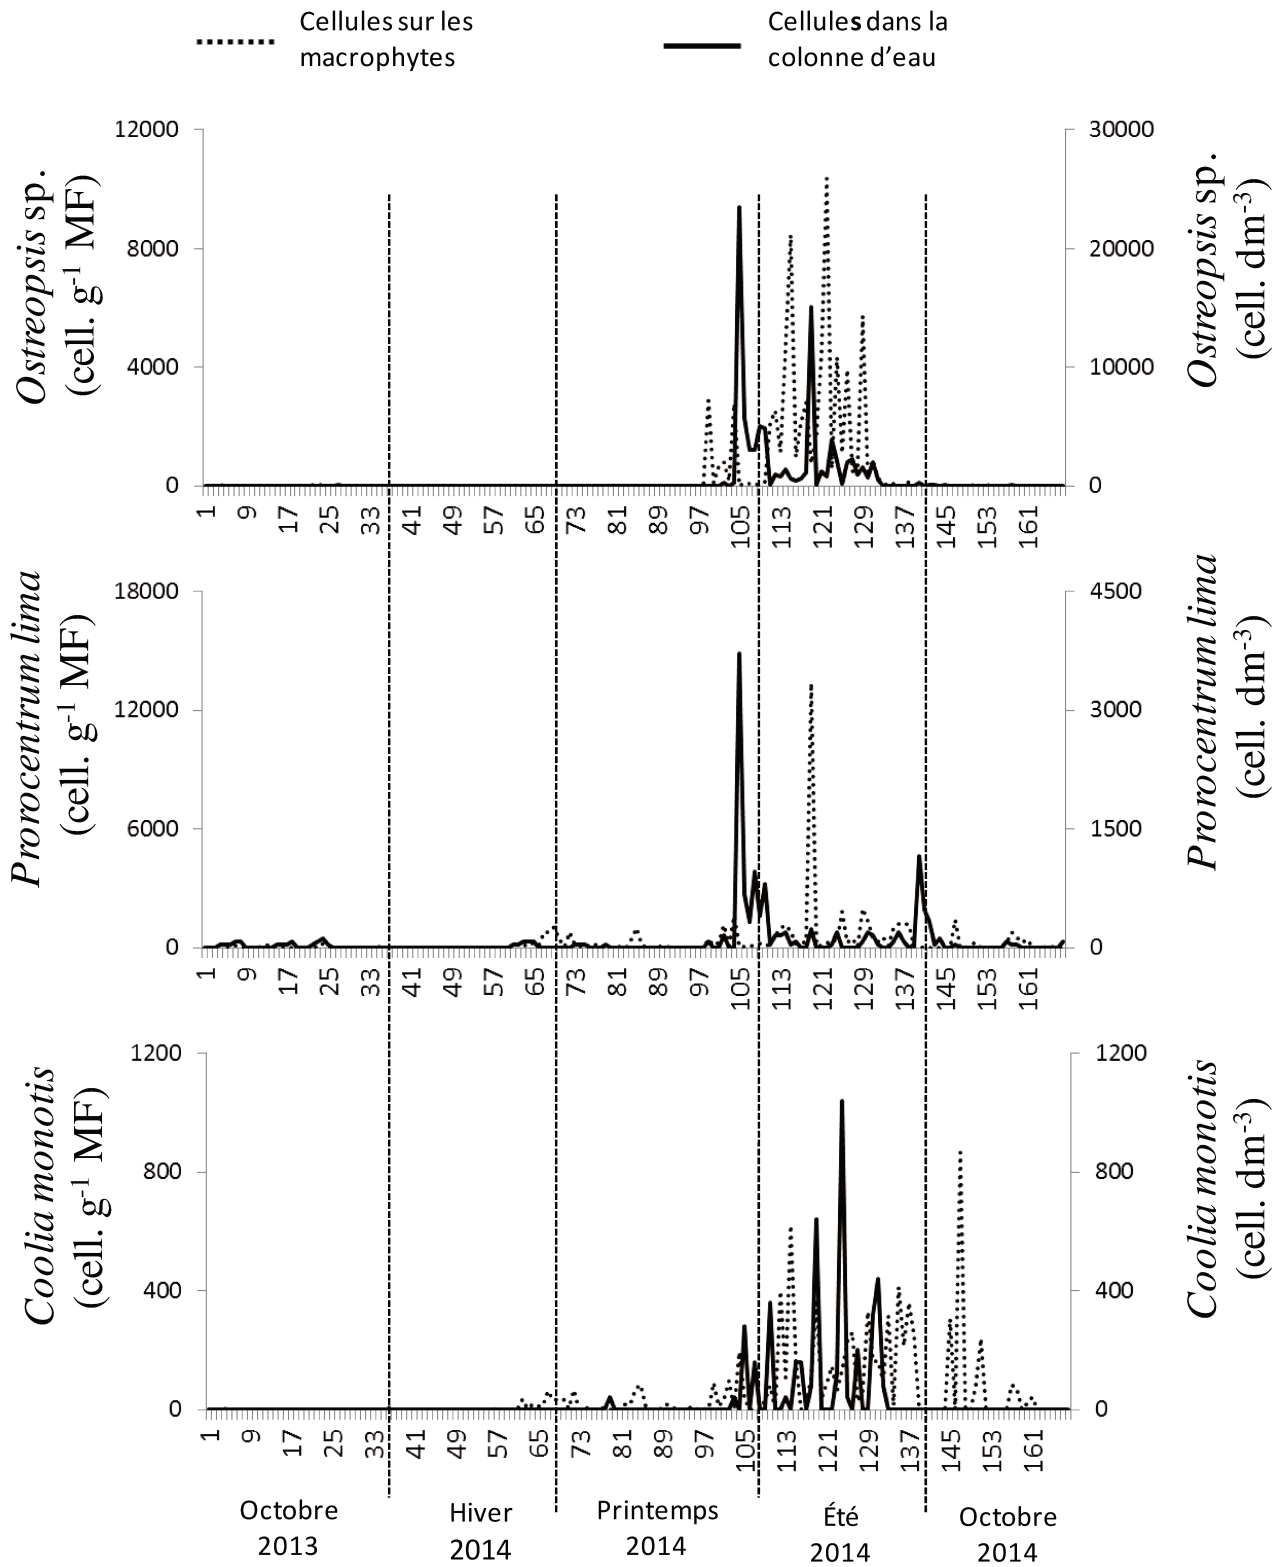 Cellules sur les
macrophytes
Cellules dans la
colonne d'eau
Ostreopsis sp.
(cell. g-1 MF)
12000
8000
4000
0
30000
20000
10000
0
Ostreopsis sp.
(cell. dm-3)
1 9 17 25 33 41 49 57 65 73 81 89 97 105 113 121 129 137 145 153 161
Prorocentrum lima
(cell. g-1 MF)
18000
12000
6000
0
4500
3000
1500
0
Prorocentrum lima
(cell. dm-3)
1 9 17 25 33 41 49 57 65 73 81 89 97 105 113 121 129 137 145 153 161
Coolia monotis
(cell. g-1 MF)
1200
800
400
0
1200
800
400
0
Coolia monotis
(cell. dm-3)
1 9 17 25 33 41 49 57 65 73 81 89 97 105 113 121 129 137 145 153 161
Octobre
2013
Hiver
2014
Printemps
2014
Été
2014
Octobre
2014